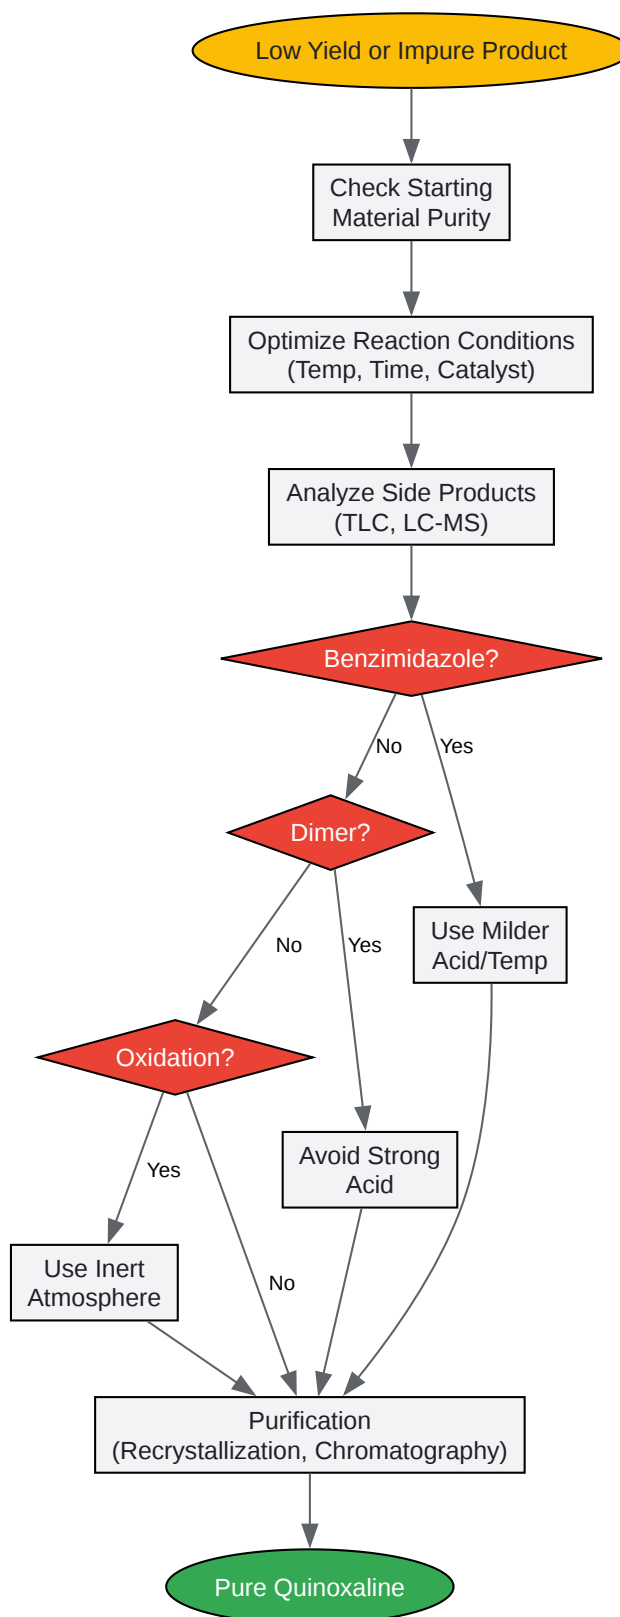 Low Yield or Impure Product
Check Starting
Material Purity
Optimize Reaction Conditions
(Temp, Time, Catalyst)
Analyze Side Products
(TLC, LC-MS)
Benzimidazole?
No
Yes
Dimer?
Use Milder
Acid/Temp
No
Yes
Oxidation?
Avoid Strong
Acid
Yes
Use Inert
Atmosphere
No
Purification
(Recrystallization, Chromatography)
Pure Quinoxaline